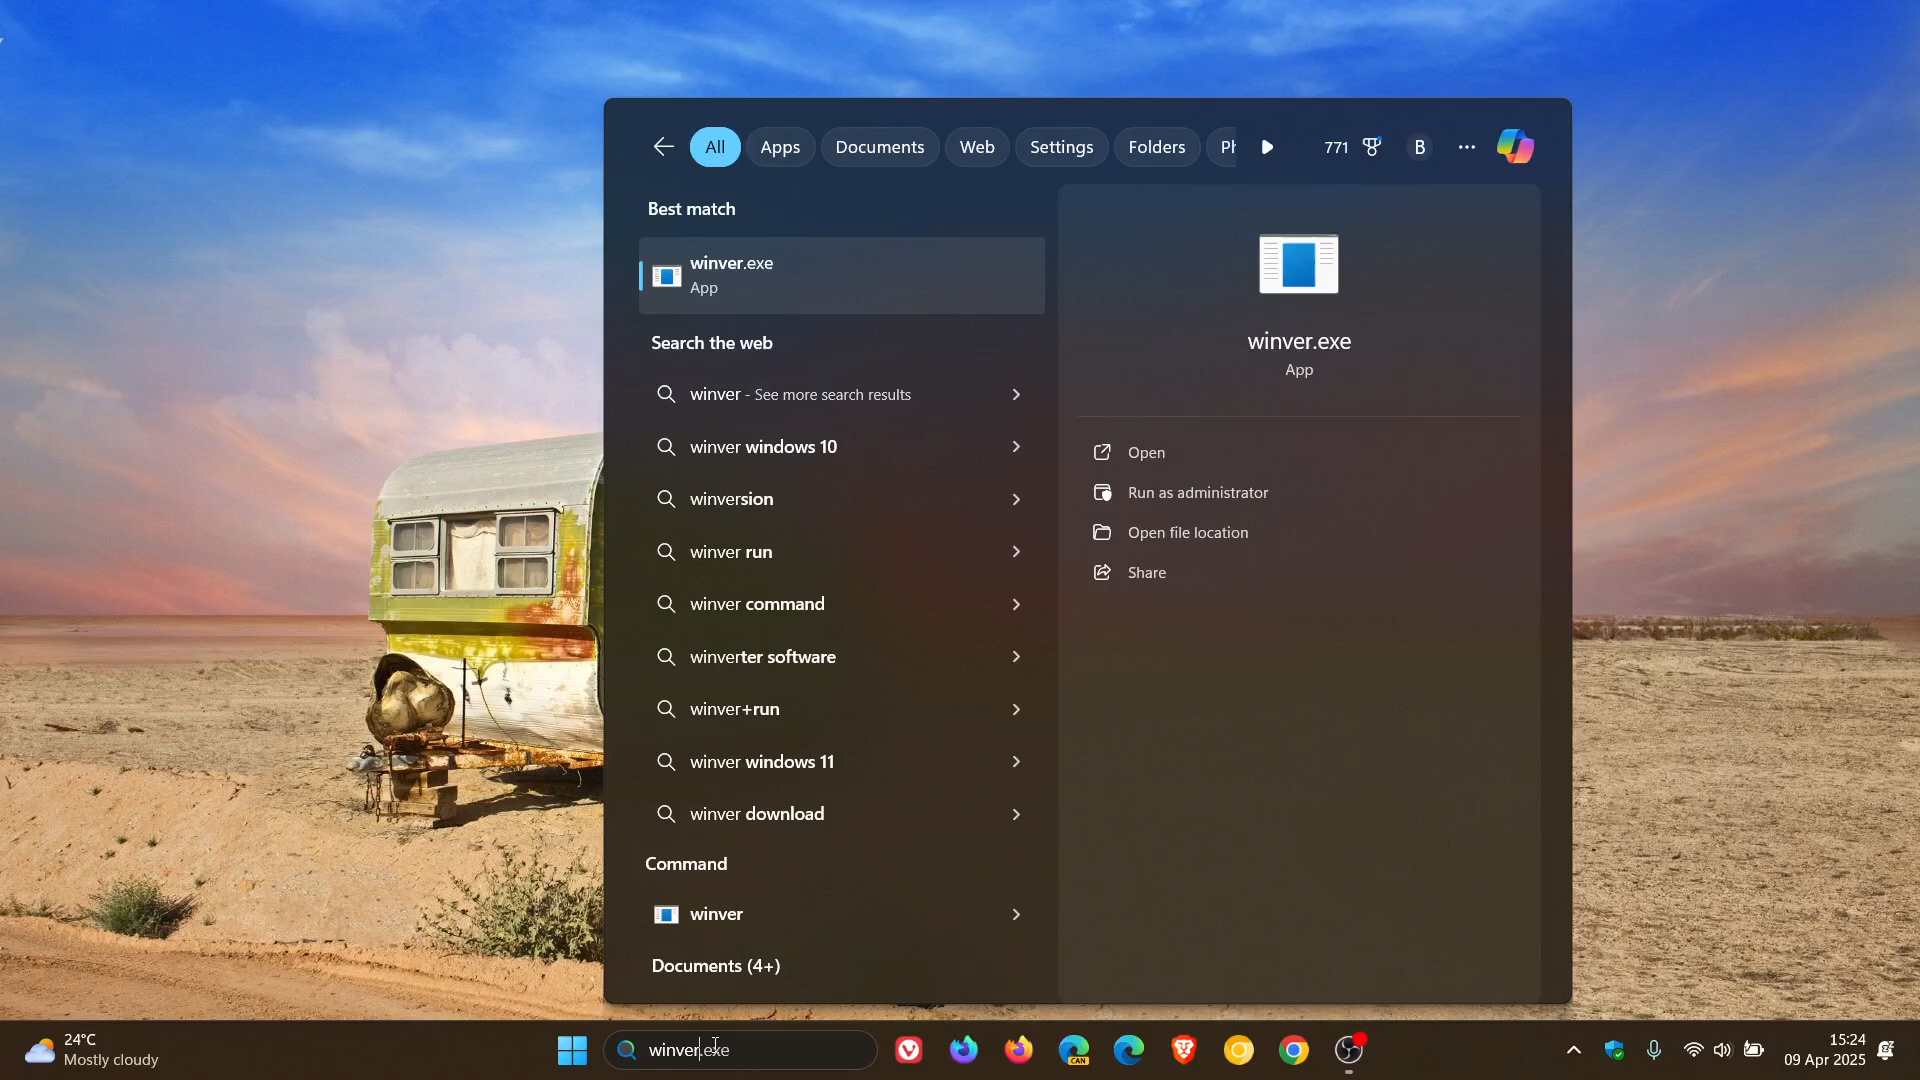 All
Apps
Documents
Web
Settings
Folders
Ph
771
B
Best match
winver.exe
App
Search the web
winver - See more search results
winver windows 10
winversion
winver run
winver command
winverter software
winver+run
winver windows 11
winver download
Command
winver
Documents (4+)
winver.exe
App
Open
Run as administrator
Open file location
Share
24°C
Mostly cloudy
winver.exe
CAN
15:24
09 Apr 2025